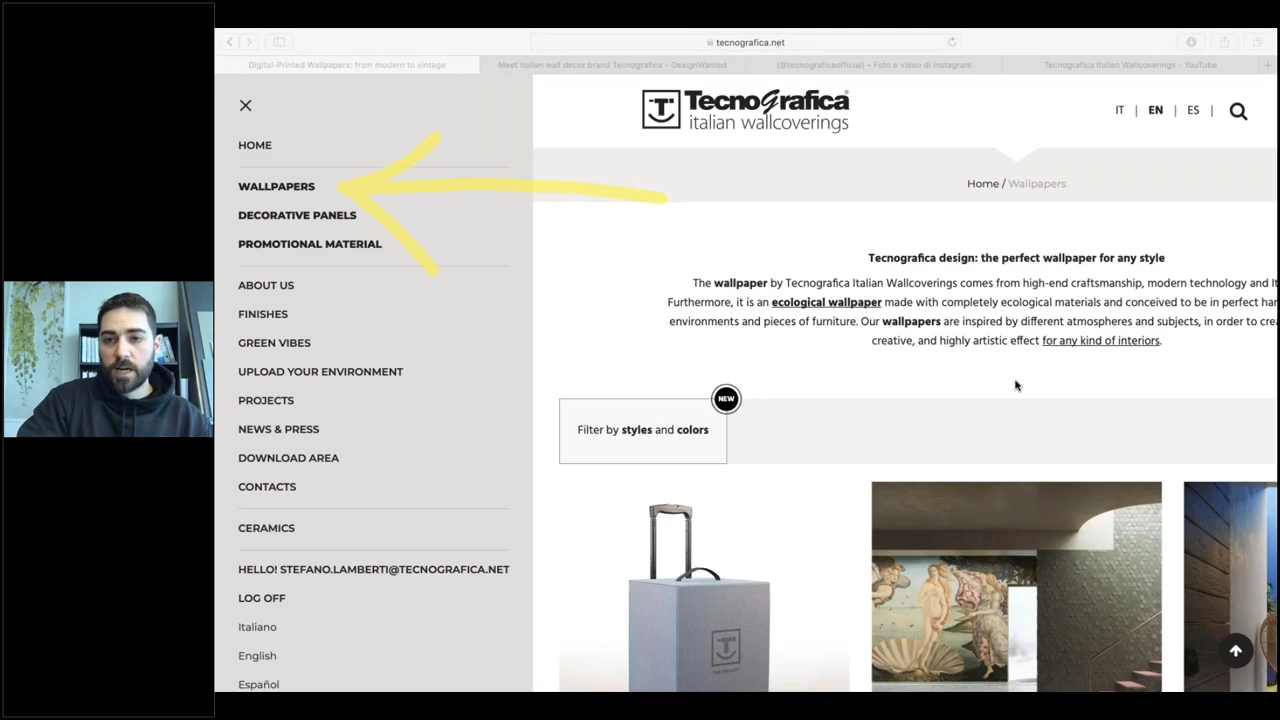 tecnografica.net
Digital-Printed Wallpapers: from modern to vintage
Meet Italian wall decor brand Tecnografica - DesignWanted
(@tecnograficaofficial) • Foto e video di Instagram
Tecnografica Italian Wallcoverings - YouTube
HOME
WALLPAPERS
DECORATIVE PANELS
PROMOTIONAL MATERIAL
ABOUT US
FINISHES
GREEN VIBES
UPLOAD YOUR ENVIRONMENT
PROJECTS
NEWS & PRESS
DOWNLOAD AREA
CONTACTS
CERAMICS
HELLO! STEFANO.LAMBERTI@TECNOGRAFICA.NET
LOG OFF
Italiano
English
Español
TecnoGrafica®
italian wallcoverings
IT | EN | ES |
Home / Wallpapers
Tecnografica design: the perfect wallpaper for any style
The wallpaper by Tecnografica Italian Wallcoverings comes from high-end craftsmanship, modern technology and It
Furthermore, it is an ecological wallpaper made with completely ecological materials and conceived to be in perfect har
environments and pieces of furniture. Our wallpapers are inspired by different atmospheres and subjects, in order to crea
creative, and highly artistic effect for any kind of interiors.
NEW
Filter by styles and colors